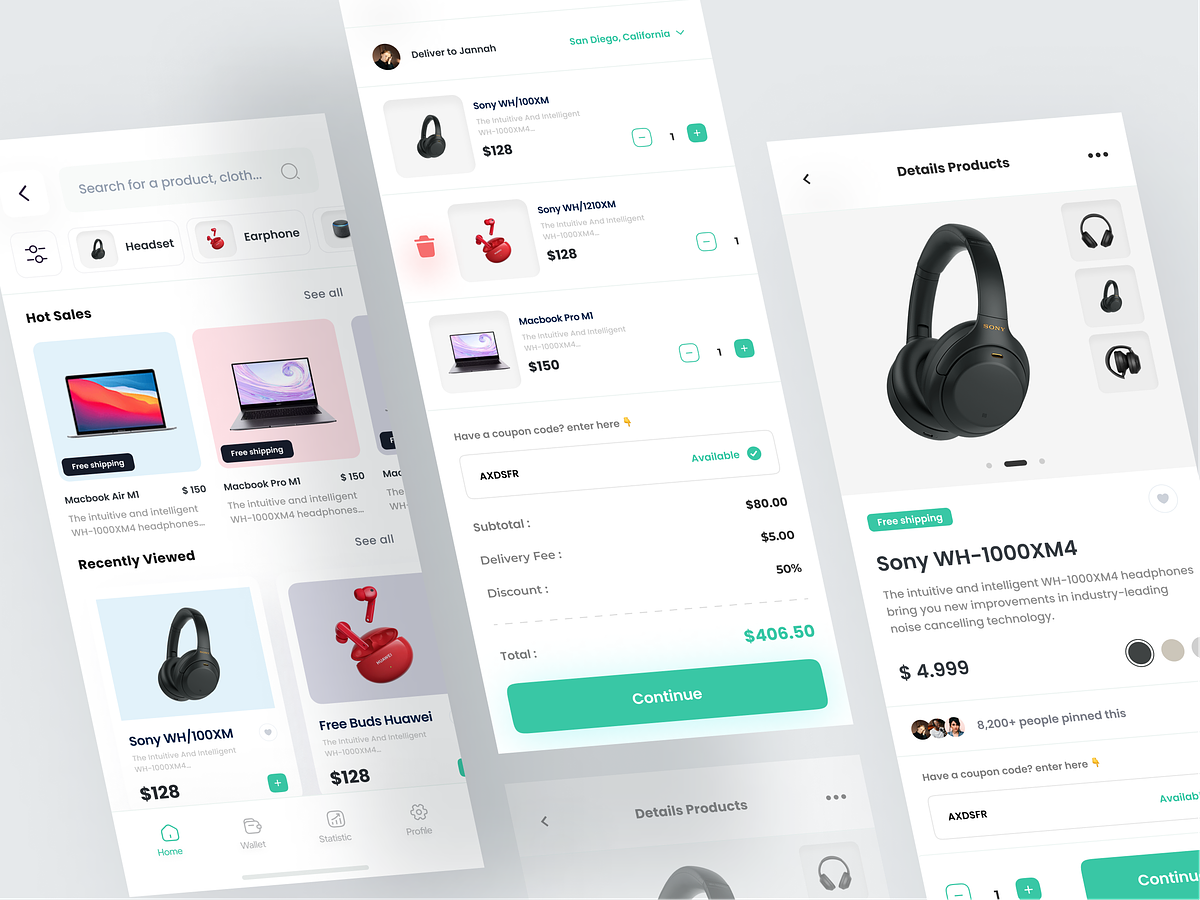 Search for a product, cloth...
Headset
Earphone
Hot Sales
See all
Free shipping
Macbook Air M1
$ 150
The intuitive and intelligent
WH-1000XM4 headphones...
Free shipping
Macbook Pro M1
$ 150
The intuitive and intelligent
WH-1000XM4 headphones...
F
Mac
The
WH-
Recently Viewed
See all
Sony WH/100XM
The Intuitive And Intelligent
WH-1000XM4...
$128
HUAWEI
Free Buds Huawei
The Intuitive And Intelligent
WH-1000XM4...
$128
Home
Wallet
Statistic
Profile
Deliver to Jannah
San Diego, California
Sony WH/100XM
The Intuitive And Intelligent
WH-1000XM4...
$128
1
Sony WH/1210XM
The Intuitive And Intelligent
WH-1000XM4...
$128
1
Macbook Pro M1
The Intuitive And Intelligent
WH-1000XM4...
$150
1
Have a coupon code? enter here 👇
AXDSFR
Available
Subtotal :
$80.00
Delivery Fee :
$5.00
Discount :
50%
Total :
$406.50
Continue
Details Products
Details Products
SONY
Free shipping
Sony WH-1000XM4
The intuitive and intelligent WH-1000XM4 headphones
bring you new improvements in industry-leading
noise cancelling technology.
$ 4.999
8,200+ people pinned this
Have a coupon code? enter here 👇
AXDSFR
Availabl
1
Continu